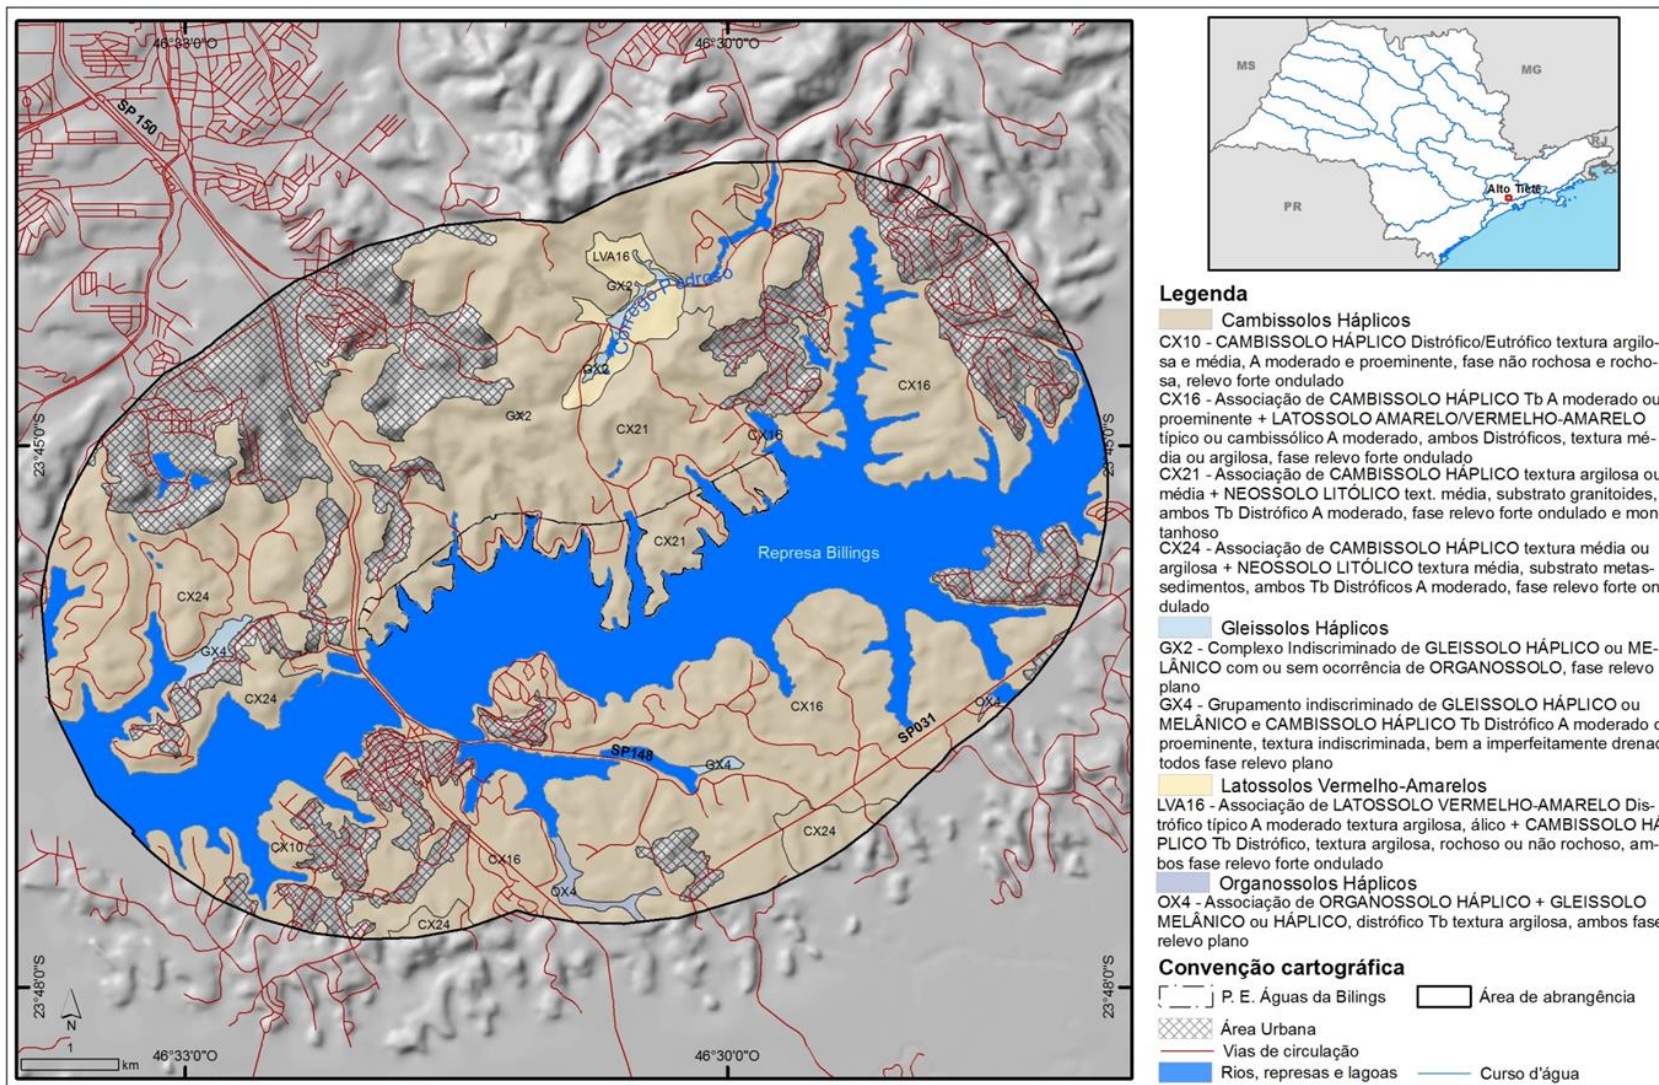 46°33'0"O
46°30'0"O
SP 150
LVA16
GX2
Corrego Pedroso
GX2
GX2
CX21
CX16
CX16
CX21
Represa Billings
23°45'0"S
23°45'0"S
CX24
GX4
CX24
CX16
OX4
SP031
SP148
GX4
CX24
CX10
CX16
OX4
CX24
23°48'0"S
23°48'0"S
N
1
km
46°33'0"O
46°30'0"O
MS
MG
RJ
Alto Tietê
PR
Legenda
Cambissolos Háplicos
CX10 - CAMBISSOLO HÁPLICO Distrófico/Eutrófico textura argilo-
sa e média, A moderado e proeminente, fase não rochosa e rocho-
sa, relevo forte ondulado
CX16 - Associação de CAMBISSOLO HÁPLICO Tb A moderado ou
proeminente + LATOSSOLO AMARELO/VERMELHO-AMARELO
típico ou cambissólico A moderado, ambos Distróficos, textura mé-
dia ou argilosa, fase relevo forte ondulado
CX21 - Associação de CAMBISSOLO HÁPLICO textura argilosa ou
média + NEOSSOLO LITÓLICO text. média, substrato granitoides,
ambos Tb Distrófico A moderado, fase relevo forte ondulado e mon-
tanhoso
CX24 - Associação de CAMBISSOLO HÁPLICO textura média ou
argilosa + NEOSSOLO LITÓLICO textura média, substrato metas-
sedimentos, ambos Tb Distróficos A moderado, fase relevo forte on-
dulado
Gleissolos Háplicos
GX2 - Complexo Indiscriminado de GLEISSOLO HÁPLICO ou ME-
LÂNICO com ou sem ocorrência de ORGANOSSOLO, fase relevo
plano
GX4 - Grupamento indiscriminado de GLEISSOLO HÁPLICO ou
MELÂNICO e CAMBISSOLO HÁPLICO Tb Distrófico A moderado o
proeminente, textura indiscriminada, bem a imperfeitamente drenad
todos fase relevo plano
Latossolos Vermelho-Amarelos
LVA16 - Associação de LATOSSOLO VERMELHO-AMARELO Dis-
trófico típico A moderado textura argilosa, álico + CAMBISSOLO HÁ
PLICO Tb Distrófico, textura argilosa, rochoso ou não rochoso, am-
bos fase relevo forte ondulado
Organossolos Háplicos
OX4 - Associação de ORGANOSSOLO HÁPLICO + GLEISSOLO
MELÂNICO ou HÁPLICO, distrófico Tb textura argilosa, ambos fase
relevo plano
Convenção cartográfica
P. E. Águas da Bilings
Área de abrangência
Área Urbana
Vias de circulação
Rios, represas e lagoas
Curso d'água